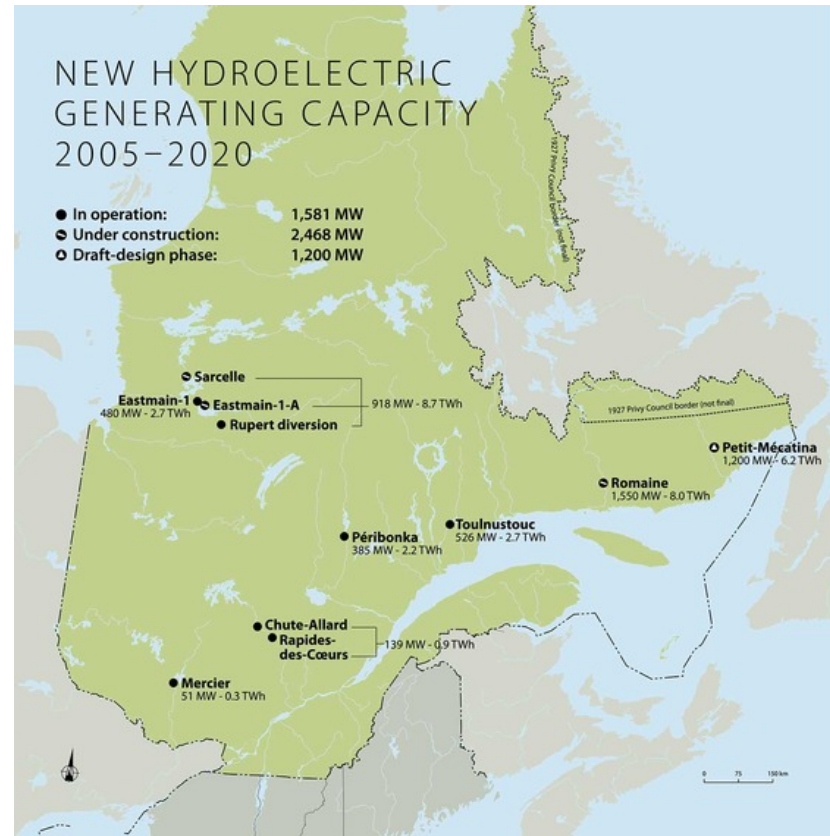 NEW HYDROELECTRIC
GENERATING CAPACITY
2005–2020
In operation: 1,581 MW
Under construction: 2,468 MW
Draft-design phase: 1,200 MW
1927 Privy Council border (not final)
Sarcelle
Eastmain-1
480 MW - 2.7 TWh
Eastmain-1-A
918 MW - 8.7 TWh
Rupert diversion
1927 Privy Council border (not final)
Petit-Mécatina
1,200 MW - 6.2 TWh
Romaine
1,550 MW - 8.0 TWh
Toulnustouc
526 MW - 2.7 TWh
Péribonka
385 MW - 2.2 TWh
Chute-Allard
Rapides-
des-Cœurs
139 MW - 0.9 TWh
Mercier
51 MW - 0.3 TWh
0 75 150 km